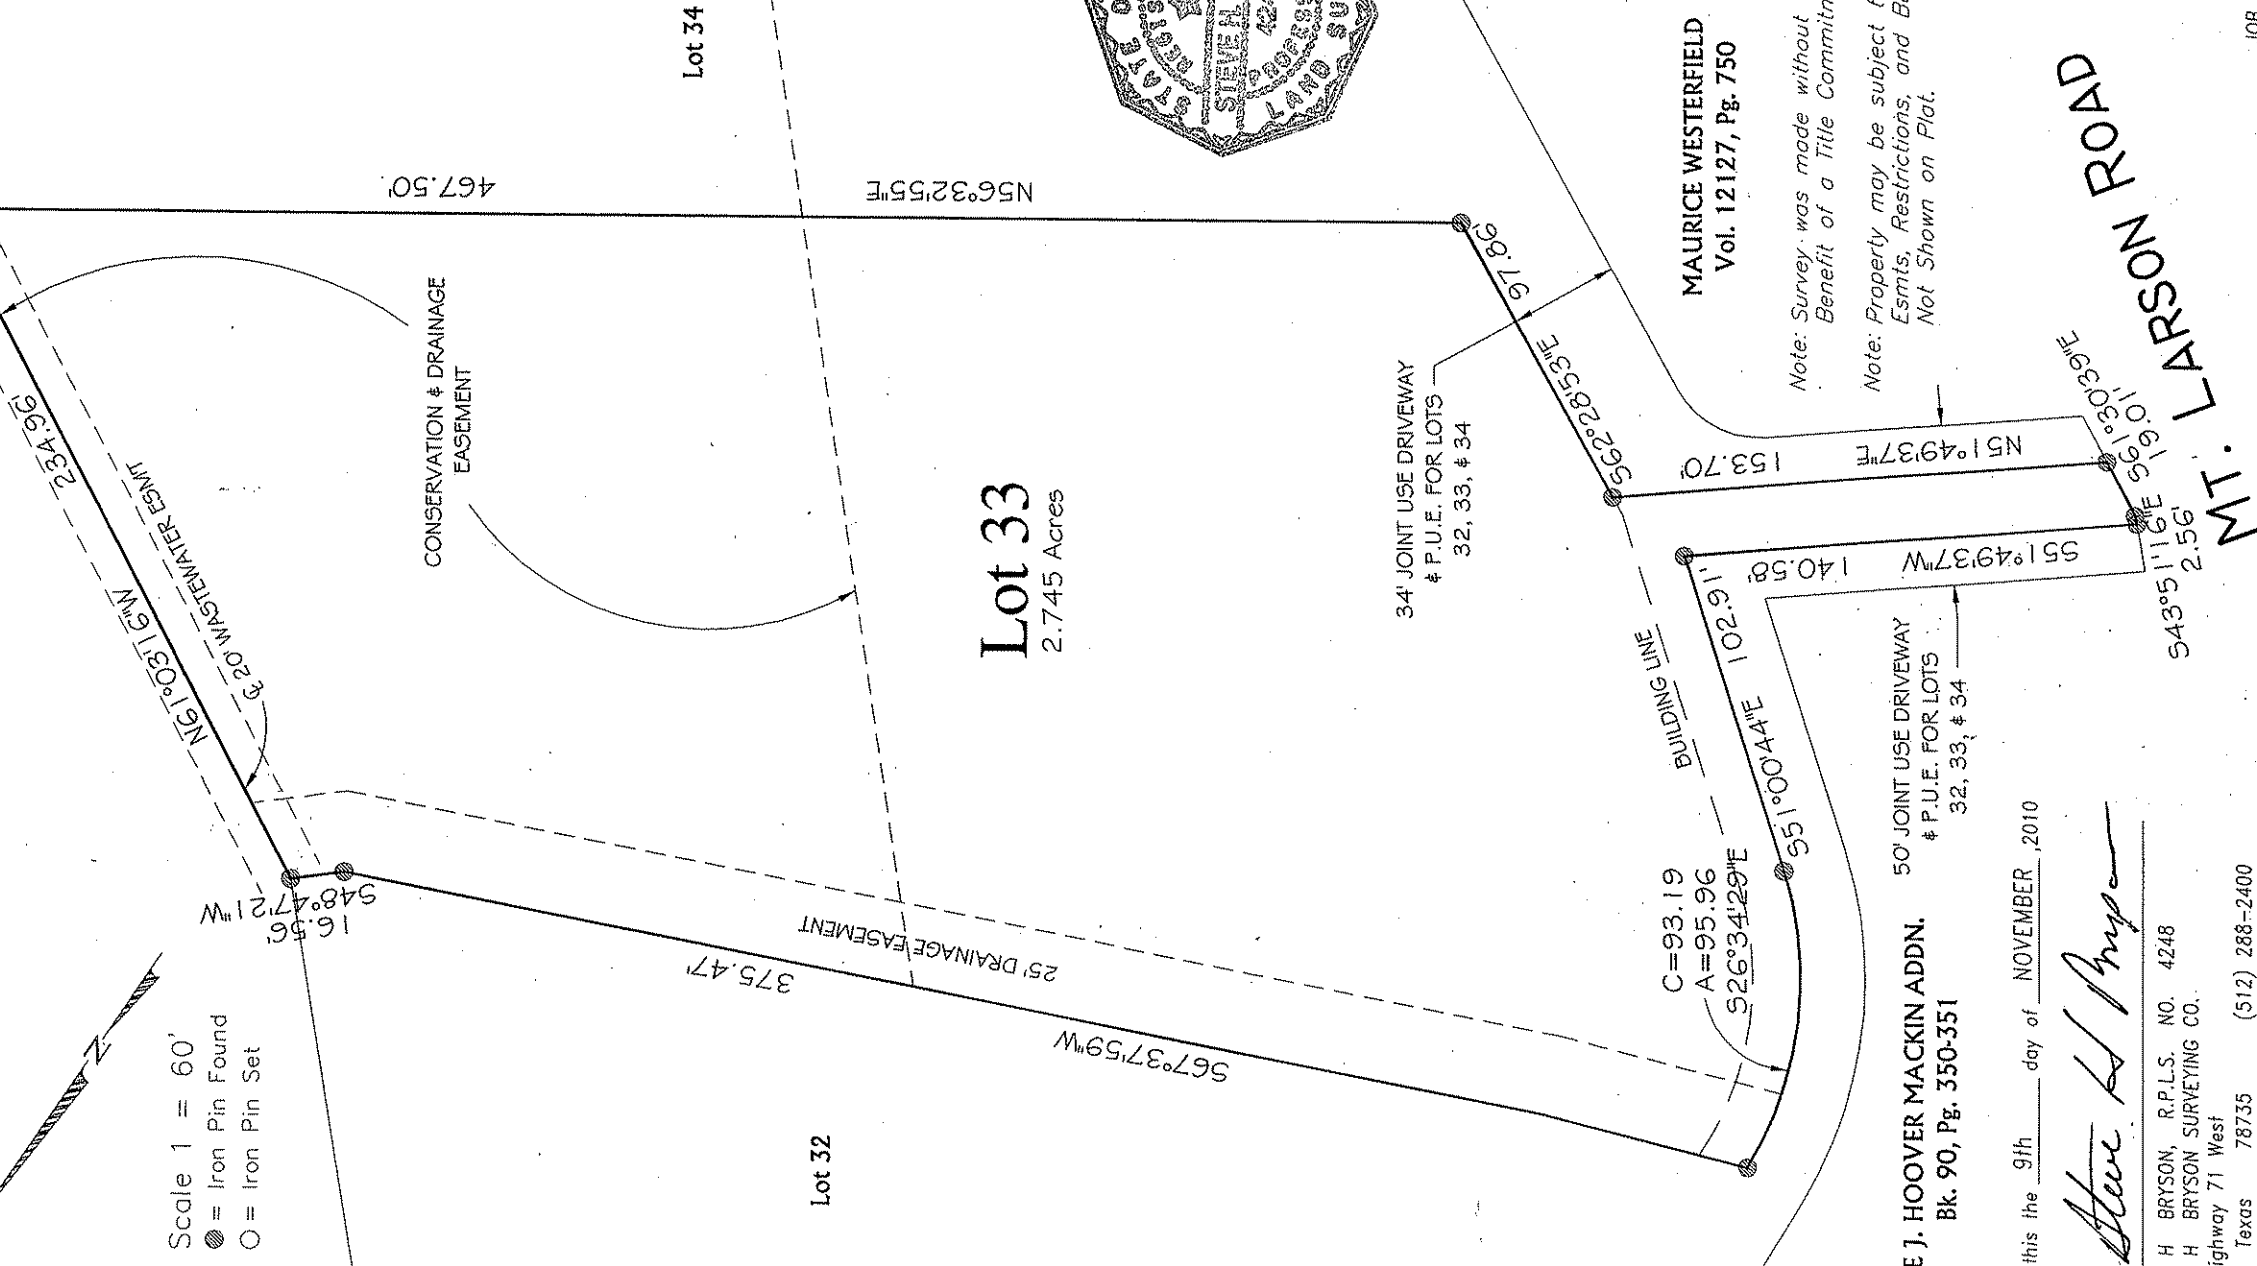 Scale 1 = 60'
= Iron Pin Found
O = Iron Pin Set
N
Lot 34
467.50'
N56°32'55"E
234.96'
N61°03'16"W
℄ 20' WASTEWATER ESMT
CONSERVATION & DRAINAGE
EASEMENT
S48°47'21"W
16.56'
Lot 33
2.745 Acres
375.47'
S67°37'59"W
25' DRAINAGE EASEMENT
Lot 32
97.86'
S62°28'53"E
34' JOINT USE DRIVEWAY
& P.U.E. FOR LOTS
32, 33, & 34
BUILDING LINE
102.91'
S51°00'44"E
C=93.19
A=95.96
S26°34'29"E
153.70'
N51°49'37"E
140.58'
S51°49'37"W
S61°30'39"E
19.01'
S43°51'16"E
2.56'
MT. LARSON ROAD
50' JOINT USE DRIVEWAY
& P.U.E. FOR LOTS
32, 33, & 34
MAURICE WESTERFIELD
Vol. 12127, Pg. 750
Note: Survey was made without
Benefit of a Title
Note: Property may be subject
Esmts, Restrictions, and
Not Shown on Plat.
STATE
STEVE H.
LAND
E J. HOOVER MACKIN ADDN.
Bk. 90, Pg. 350-351
this the 9th day of NOVEMBER ,2010
Steve H Bryson
H BRYSON, R.P.L.S. NO. 4248
H BRYSON SURVEYING CO.
ighway 71 West
Texas 78735 (512) 288-2400
JOB